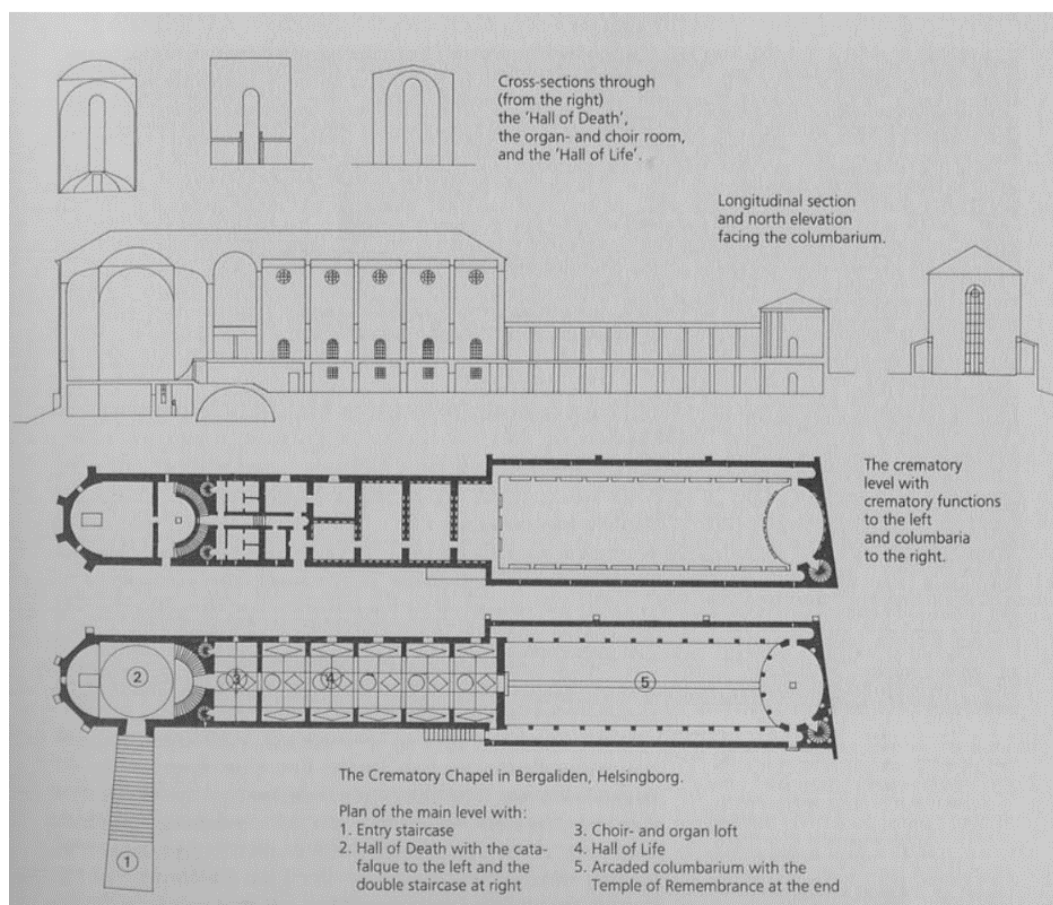 Cross-sections through
(from the right)
the 'Hall of Death',
the organ- and choir room,
and the 'Hall of Life'.
Longitudinal section
and north elevation
facing the columbarium.
The crematory
level with
crematory functions
to the left
and columbaria
to the right.
2
3
4
5
1
The Crematory Chapel in Bergaliden, Helsingborg.
Plan of the main level with:
1. Entry staircase
2. Hall of Death with the cata-
falque to the left and the
double staircase at right
3. Choir- and organ loft
4. Hall of Life
5. Arcaded columbarium with the
Temple of Remembrance at the end